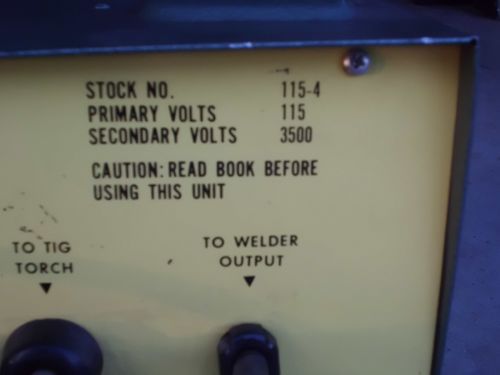 STOCK NO. 115-4
PRIMARY VOLTS 115
SECONDARY VOLTS 3500
CAUTION: READ BOOK BEFORE
USING THIS UNIT
TO TIG
TORCH
TO WELDER
OUTPUT